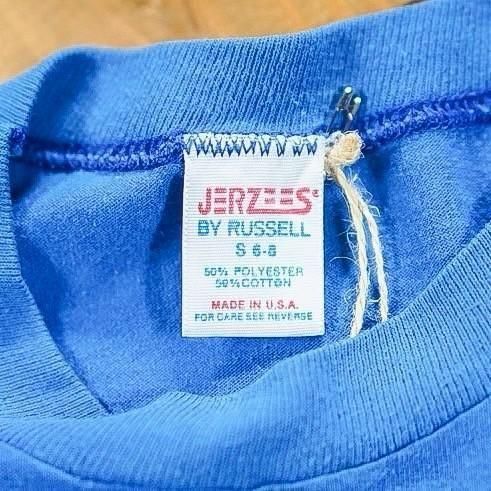 JERZEES®
BY RUSSELL
S 6-8
50% POLYESTER
50% COTTON
MADE IN U.S.A.
FOR CARE SEE REVERSE